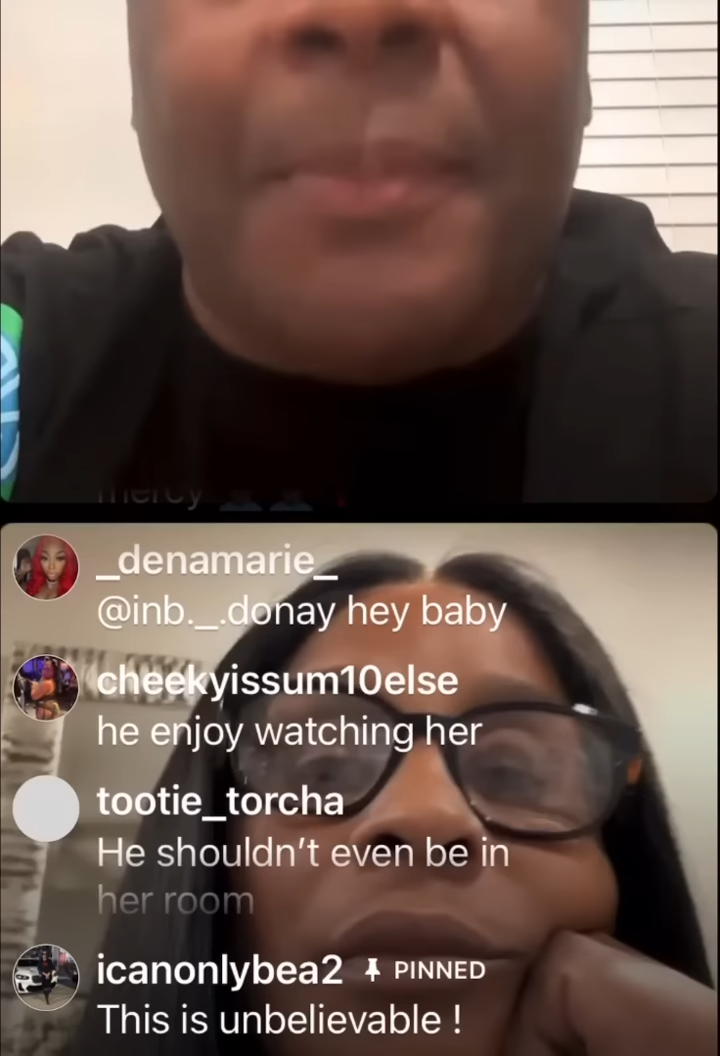 mercy
_denamarie_
@inb._.donay hey baby
cheekyissum10else
he enjoy watching her
tootie_torcha
He shouldn’t even be in
her room
icanonlybea2 PINNED
This is unbelievable !